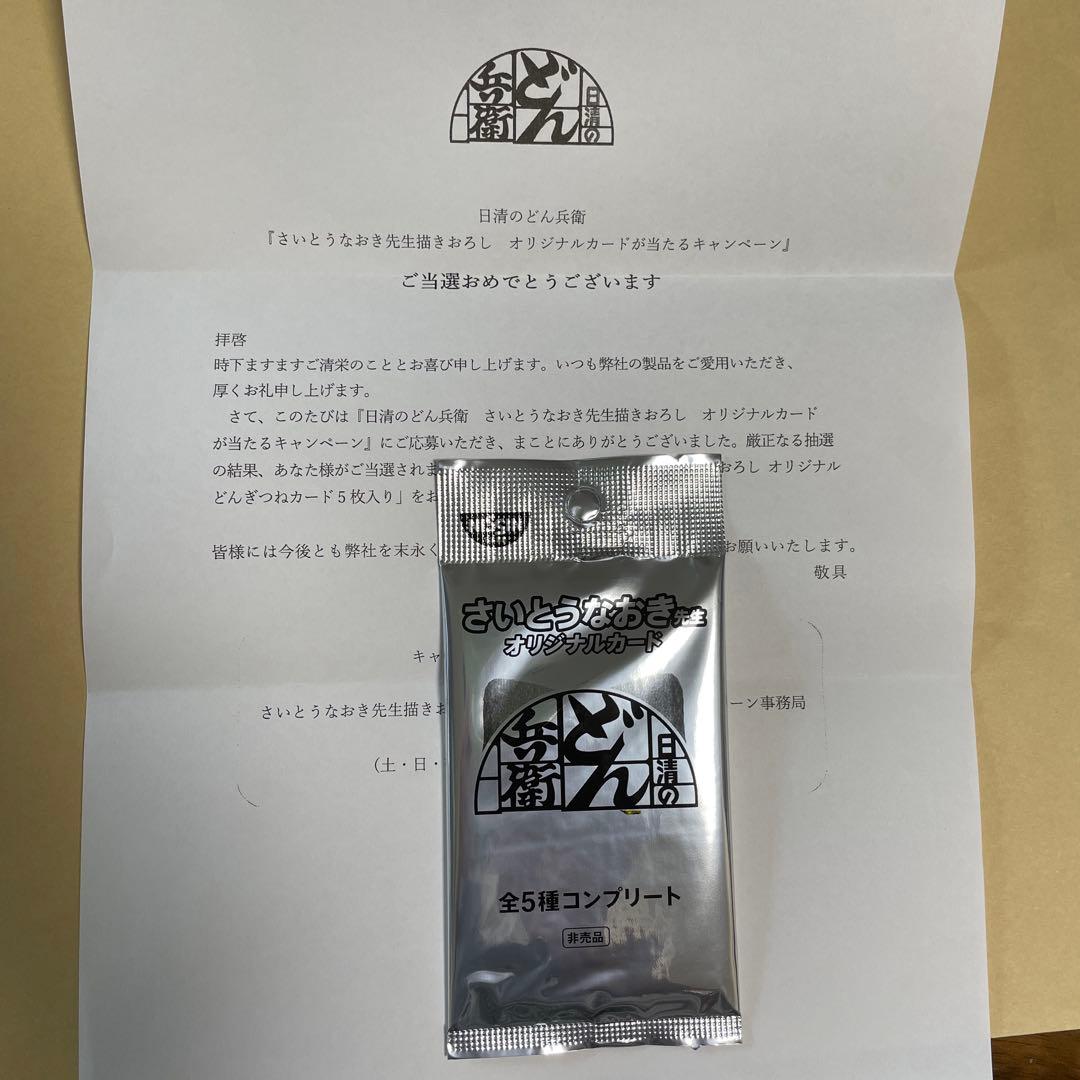 日清の
どん
兵衛
日清のどん兵衛
『さいとうなおき先生描きおろし　オリジナルカードが当たるキャンペーン』
ご当選おめでとうございます
拝啓
時下ますますご清栄のこととお喜び申し上げます。いつも弊社の製品をご愛用いただき、
厚くお礼申し上げます。
さて、このたびは『日清のどん兵衛　さいとうなおき先生描きおろし　オリジナルカード
が当たるキャンペーン』にご応募いただき、まことにありがとうございました。厳正なる抽選
の結果、あなた様がご当選されま おろし オリジナル
どんぎつねカード５枚入り」をお
皆様には今後とも弊社を末永く お願いいたします。
敬具
キャ
さいとうなおき先生描きお ーン事務局
（土・日・
NISSIN
さいとうなおき先生
オリジナルカード
日清の
どん
兵衛
全5種コンプリート
非売品